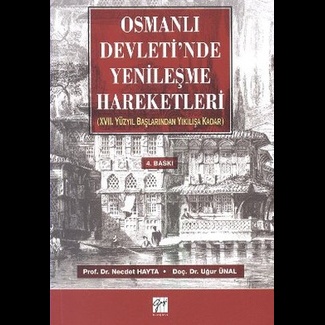 OSMANLI
DEVLETİ'NDE
YENİLEŞME
HAREKETLERİ
(XVII. YÜZYIL BAŞLARINDAN YIKILIŞA KADAR)
4. BASKI
Prof. Dr. Necdet HAYTA • Doç. Dr. Uğur ÜNAL